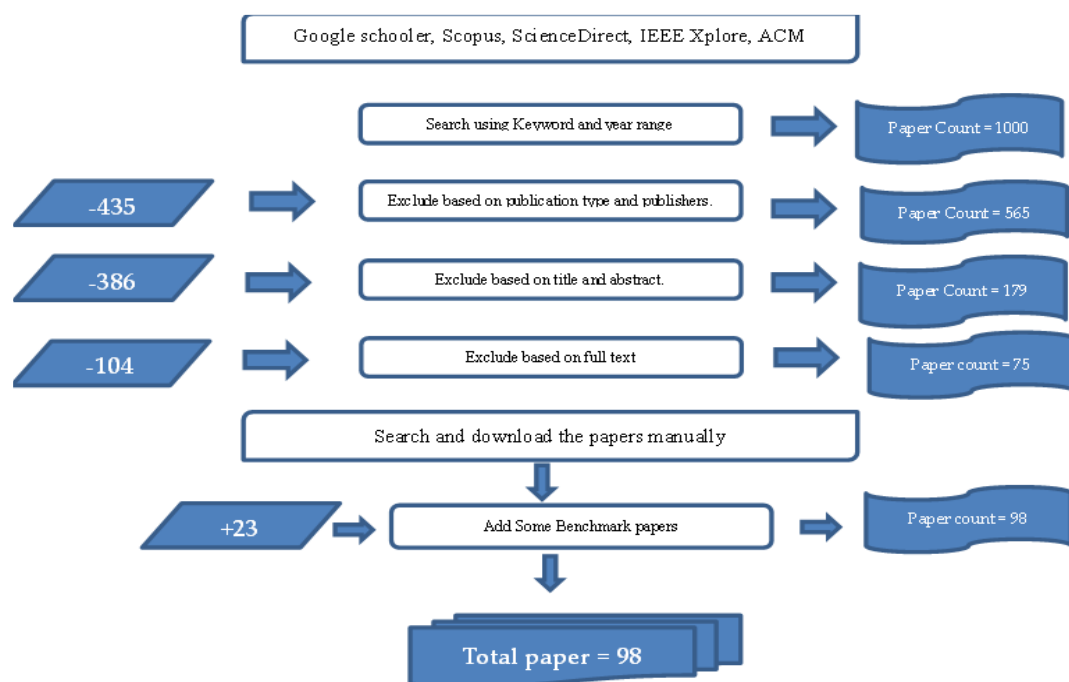 Google schooler, Scopus, ScienceDirect, IEEE Xplore, ACM
Search using Keyword and year range
Paper Count = 1000
-435
Exclude based on publication type and publishers.
Paper Count = 565
-386
Exclude based on title and abstract.
Paper Count = 179
-104
Exclude based on full text
Paper count = 75
Search and download the papers manually
+23
Add Some Benchmark papers
Paper count = 98
Total paper = 98